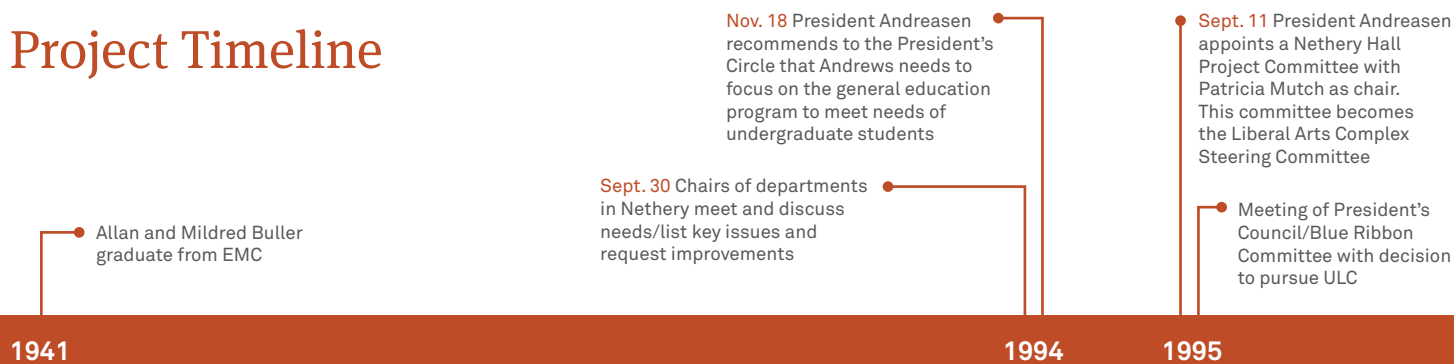 Project Timeline
Allan and Mildred Buller
graduate from EMC
Sept. 30 Chairs of departments
in Nethery meet and discuss
needs/list key issues and
request improvements
Nov. 18 President Andreasen
recommends to the President’s
Circle that Andrews needs to
focus on the general education
program to meet needs of
undergraduate students
Sept. 11 President Andreasen
appoints a Nethery Hall
Project Committee with
Patricia Mutch as chair.
This committee becomes
the Liberal Arts Complex
Steering Committee
Meeting of President’s
Council/Blue Ribbon
Committee with decision
to pursue ULC
1941
1994
1995